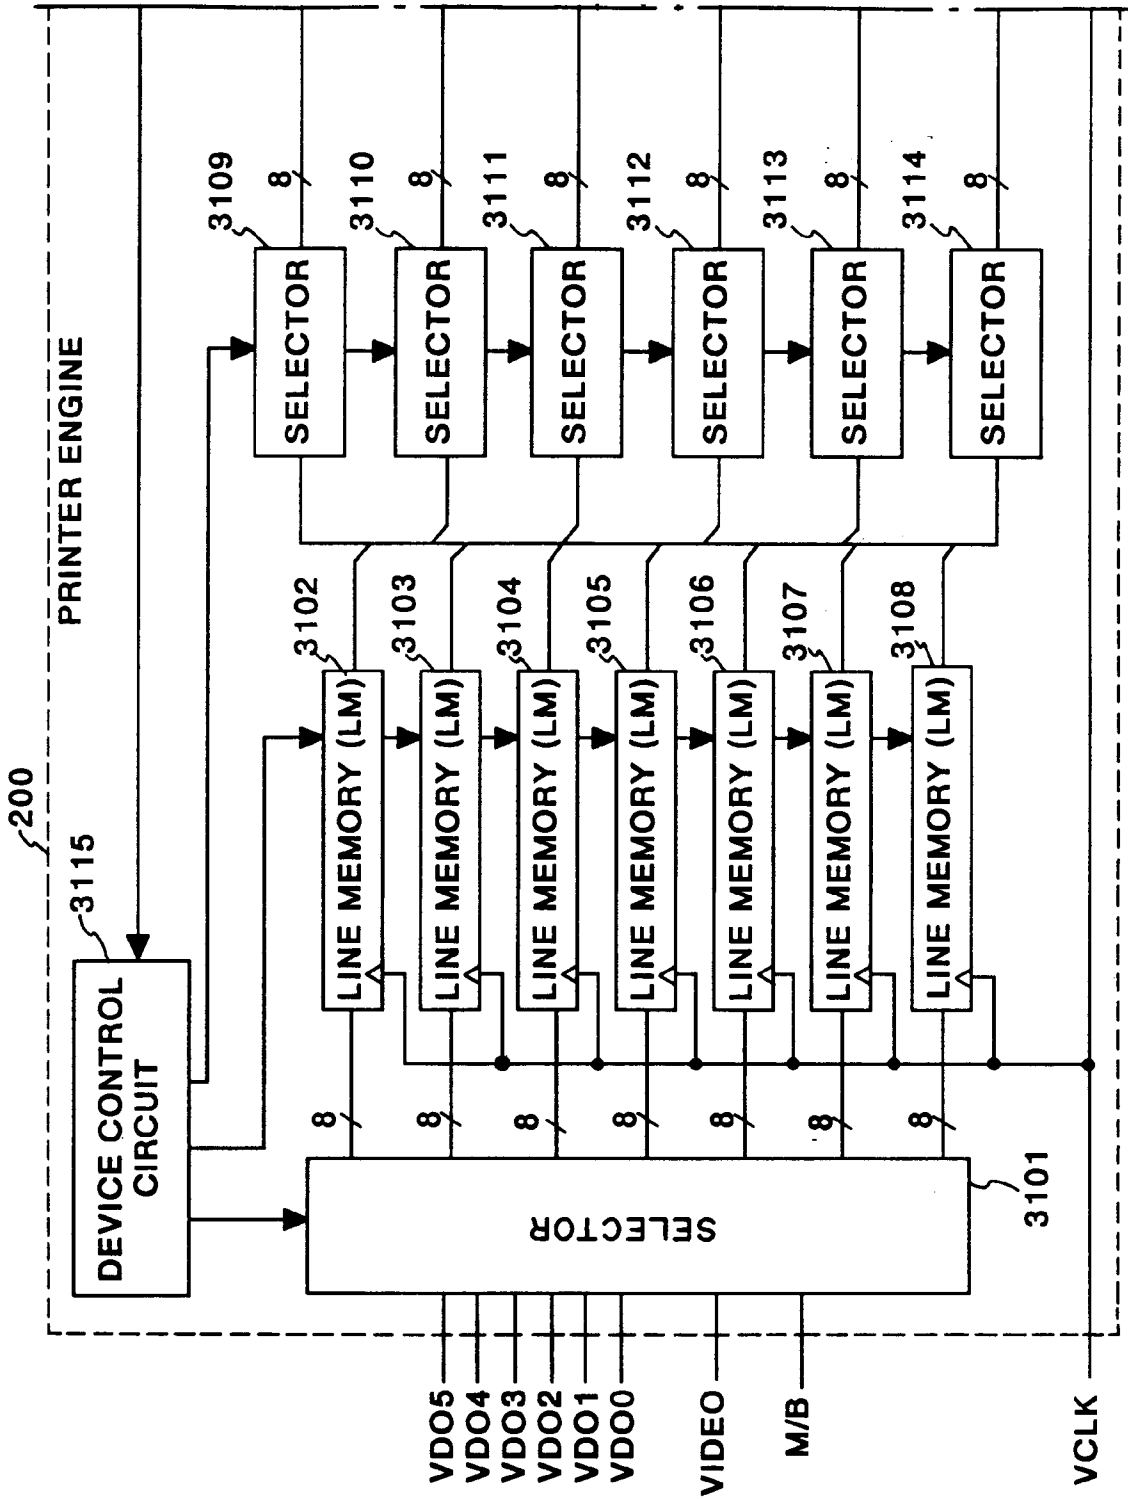 PRINTER ENGINE
200
3115
DEVICE CONTROL
CIRCUIT
3109
3110
3111
3112
3113
3114
8
8
8
8
8
8
SELECTOR
SELECTOR
SELECTOR
SELECTOR
SELECTOR
SELECTOR
3102
3103
3104
3105
3106
3107
3108
LINE MEMORY (LM)
LINE MEMORY (LM)
LINE MEMORY (LM)
LINE MEMORY (LM)
LINE MEMORY (LM)
LINE MEMORY (LM)
LINE MEMORY (LM)
8
8
8
8
8
8
8
SELECTOR
3101
VDO5
VDO4
VDO3
VDO2
VDO1
VDO0
VIDEO
M/B
VCLK